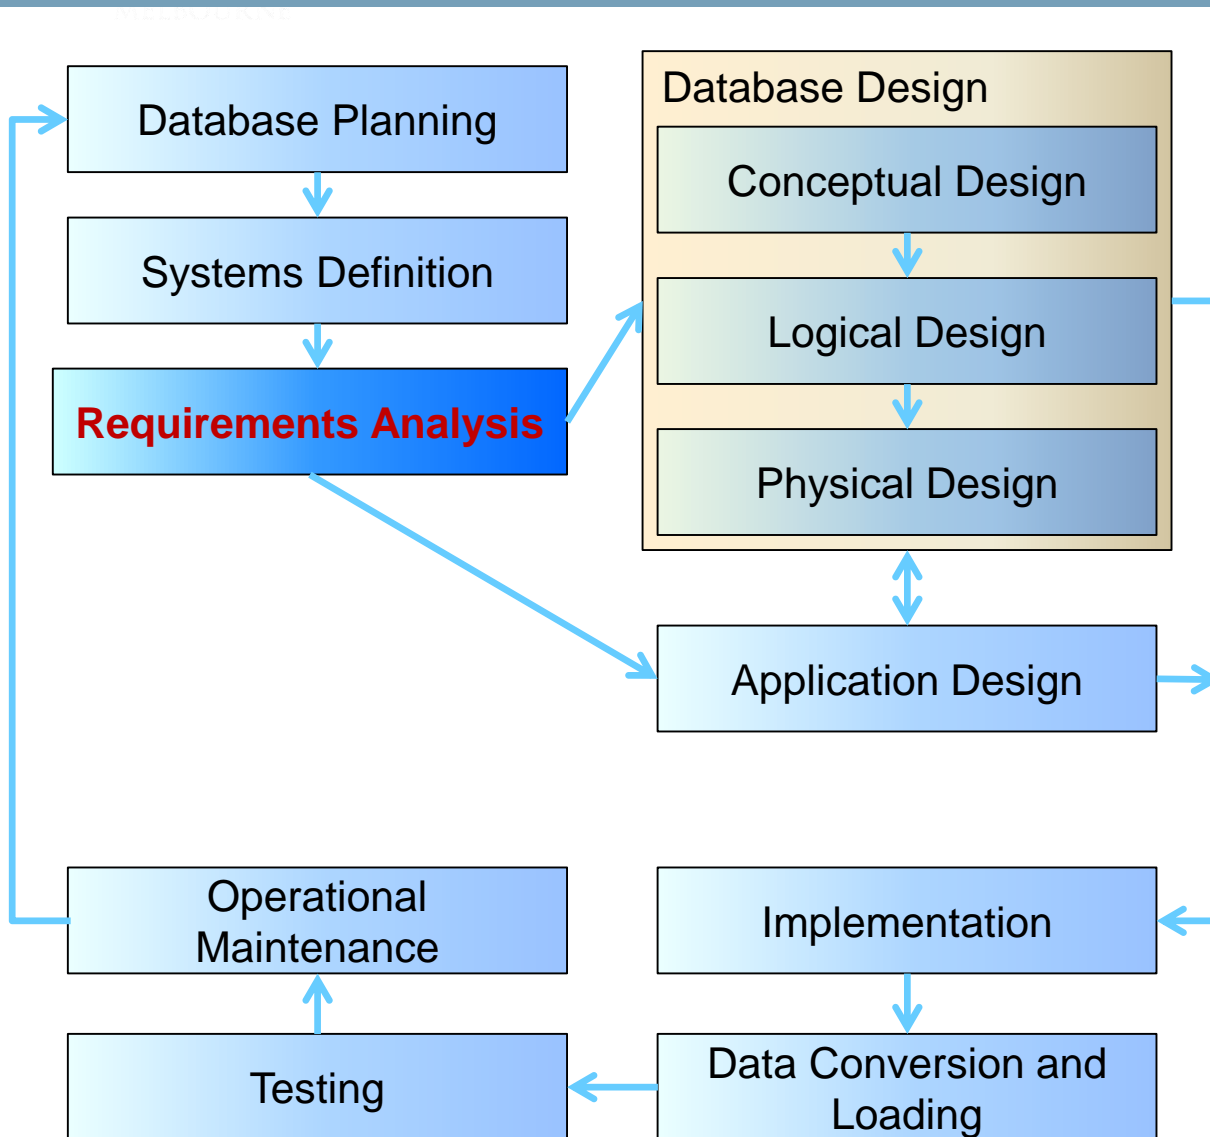 Database Planning
Systems Definition
Requirements Analysis
Database Design
Conceptual Design
Logical Design
Physical Design
Application Design
Operational
Maintenance
Implementation
Testing
Data Conversion and
Loading